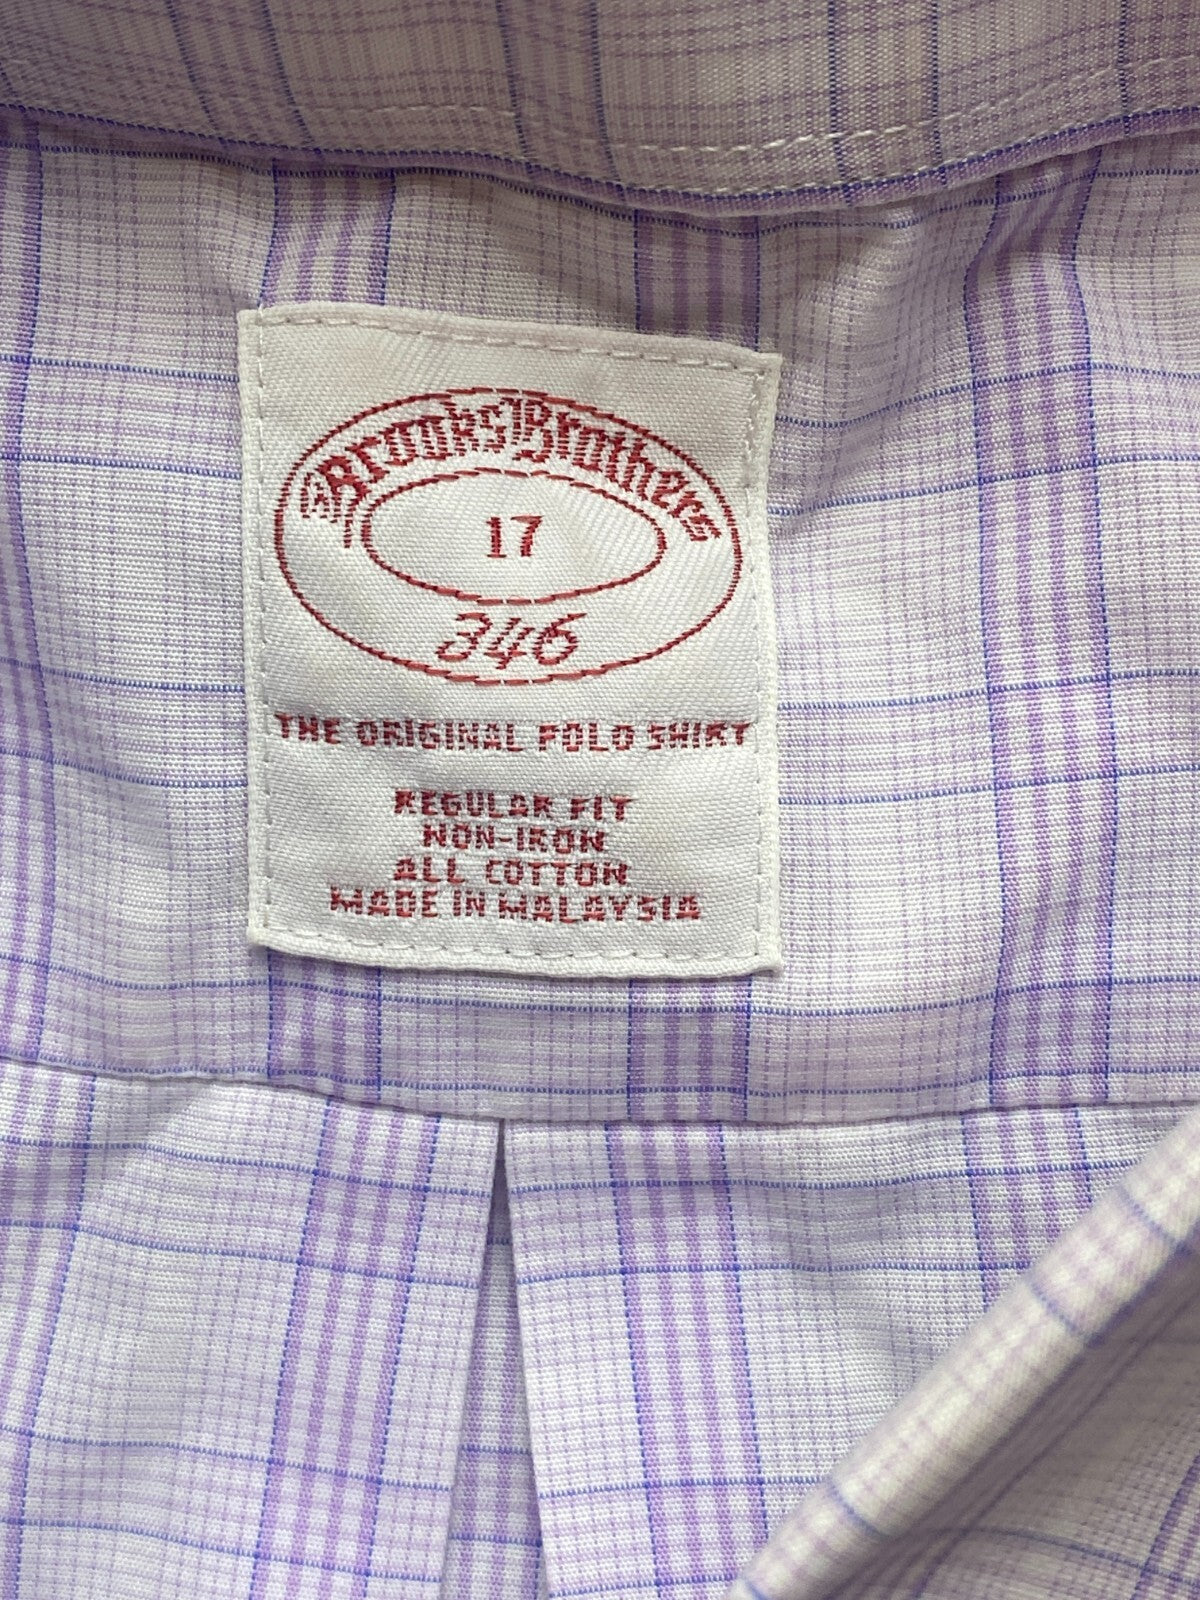 Brooks Brothers
17
346
THE ORIGINAL POLO SHIRT
REGULAR FIT
NON-IRON
ALL COTTON
MADE IN MALAYSIA